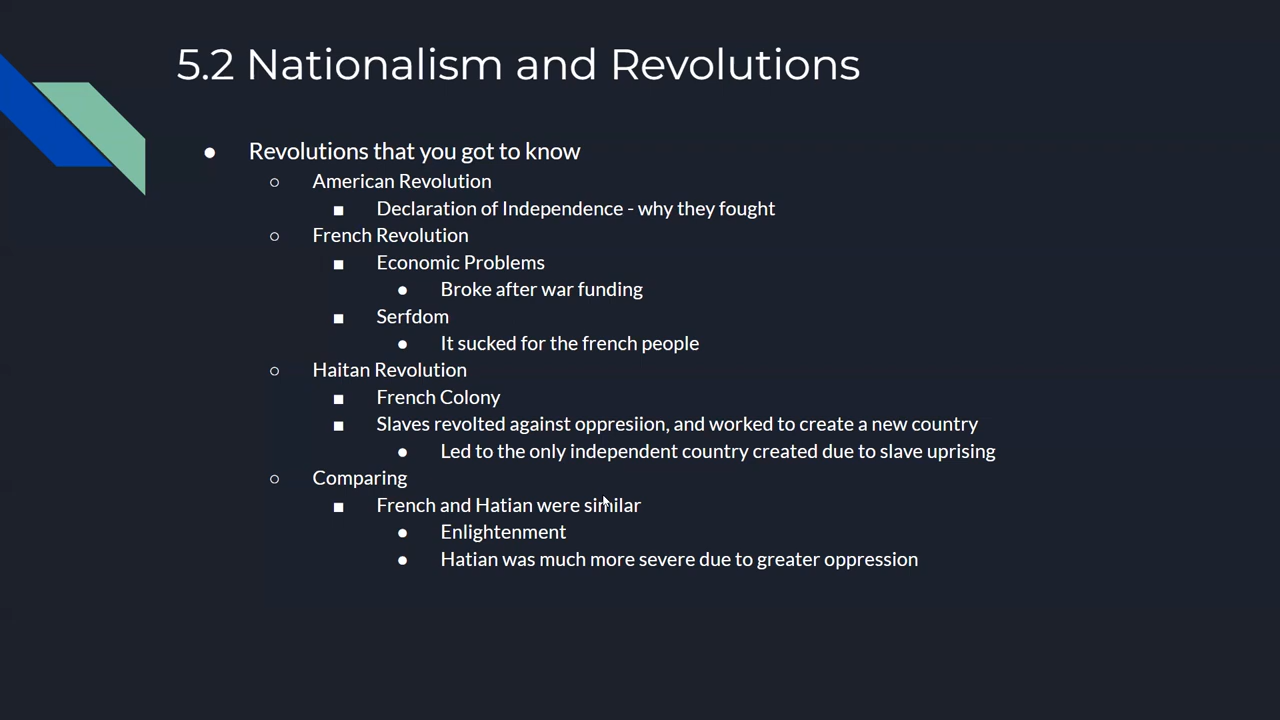 5.2 Nationalism and Revolutions
● Revolutions that you got to know
○ American Revolution
■ Declaration of Independence - why they fought
○ French Revolution
■ Economic Problems
● Broke after war funding
■ Serfdom
● It sucked for the french people
○ Haitan Revolution
■ French Colony
■ Slaves revolted against oppresiion, and worked to create a new country
● Led to the only independent country created due to slave uprising
○ Comparing
■ French and Hatian were similar
● Enlightenment
● Hatian was much more severe due to greater oppression